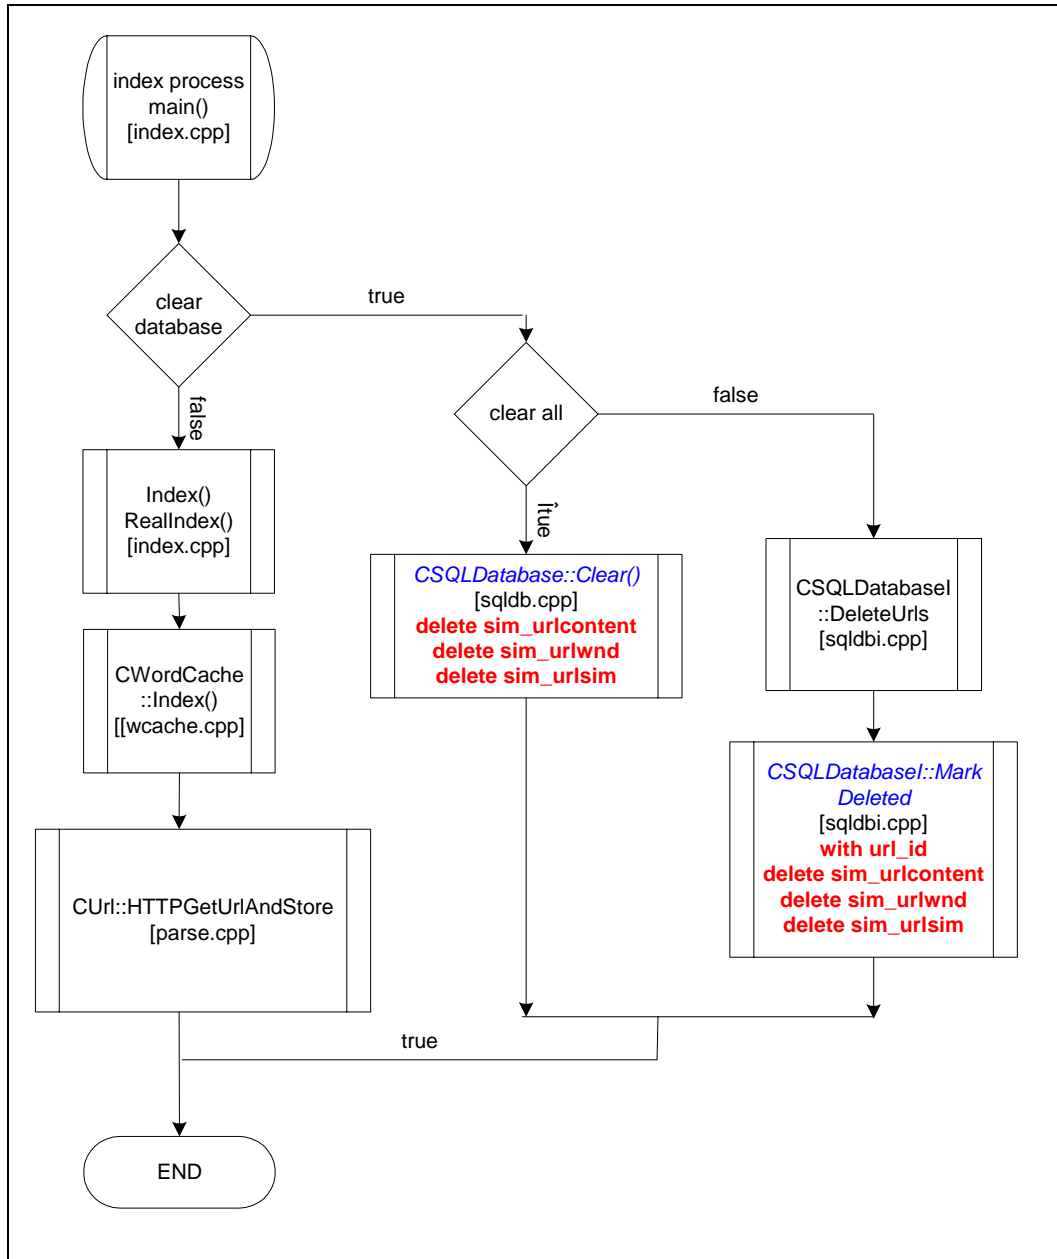 index process
main()
[index.cpp]
clear
database
true
false
clear all
false
Îtue
Index()
RealIndex()
[index.cpp]
CSQLDatabase::Clear()
[sqldb.cpp]
delete sim_urlcontent
delete sim_urlwnd
delete sim_urlsim
CSQLDatabaseI
::DeleteUrls
[sqldbi.cpp]
CWordCache
::Index()
[[wcache.cpp]
CSQLDatabaseI::Mark
Deleted
[sqldbi.cpp]
with url_id
delete sim_urlcontent
delete sim_urlwnd
delete sim_urlsim
CUrl::HTTPGetUrlAndStore
[parse.cpp]
true
END